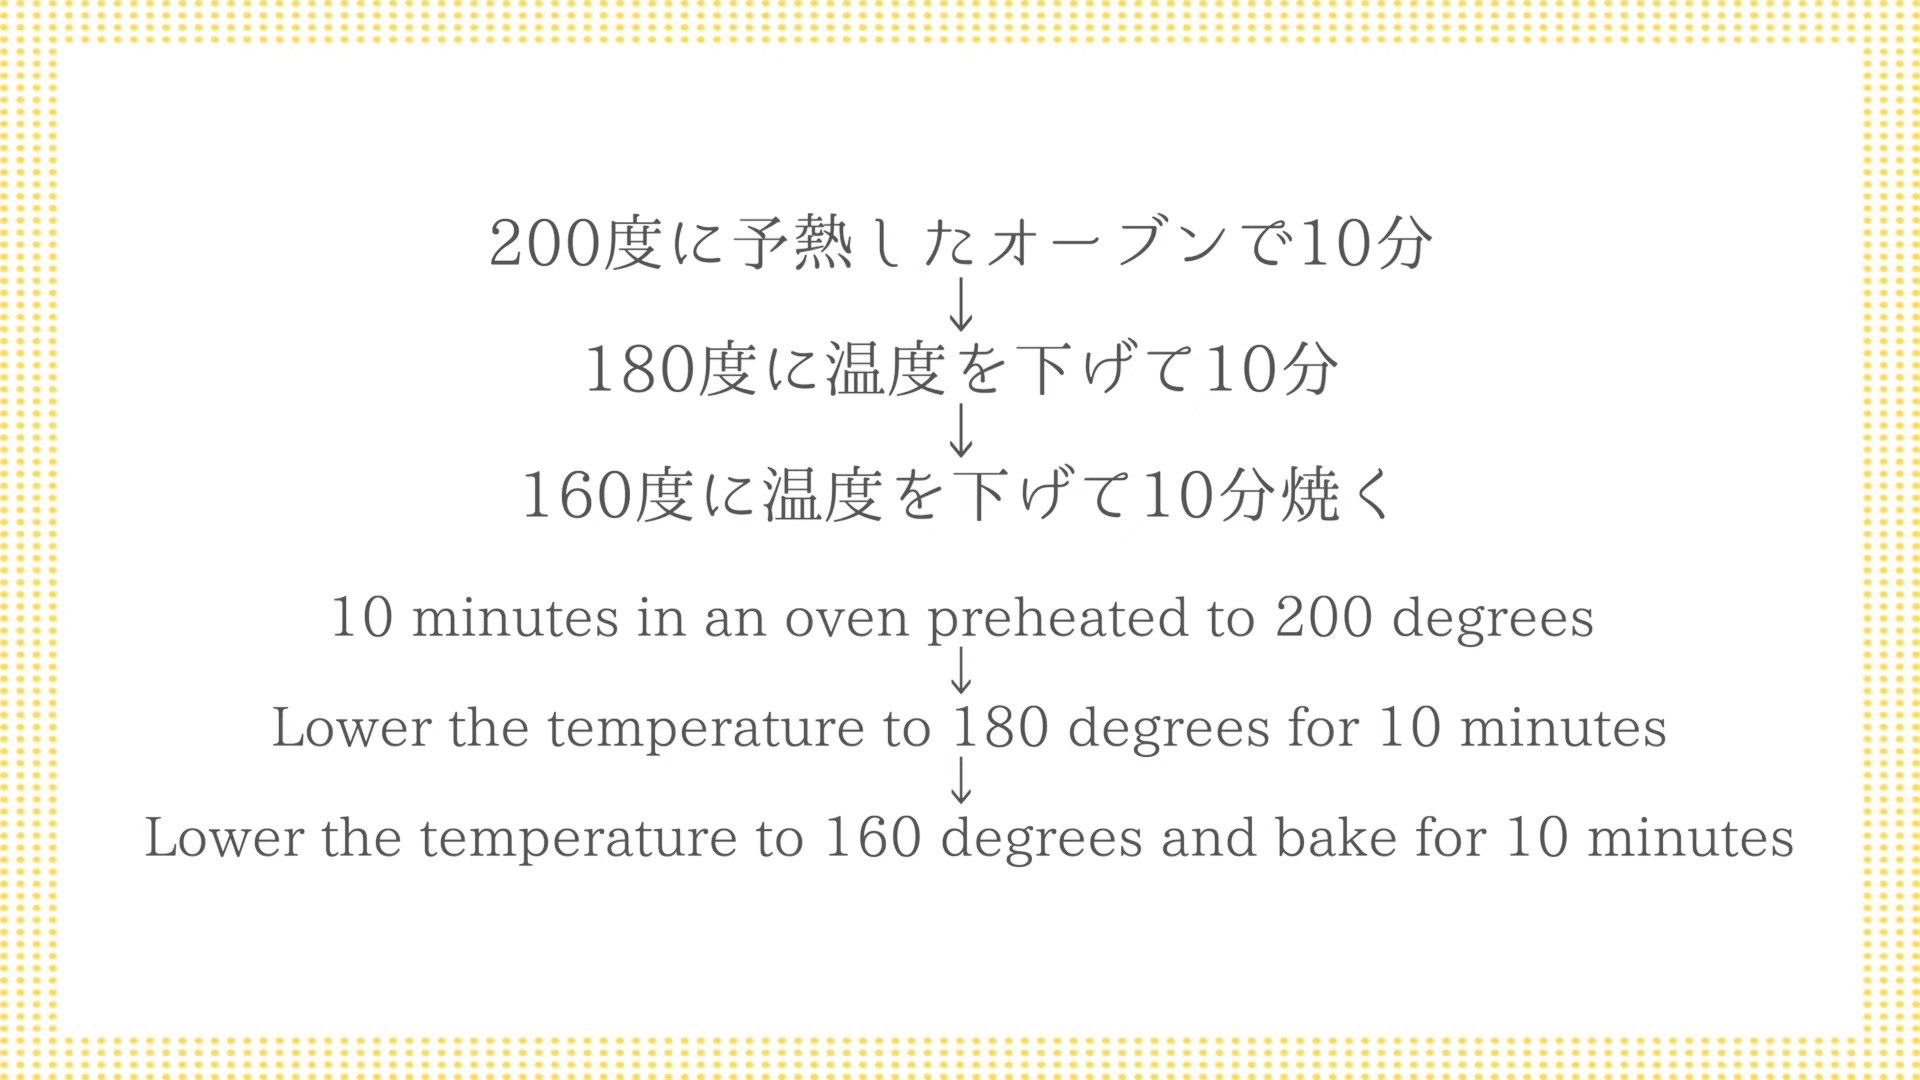 200度に予熱したオーブンで10分
↓
180度に温度を下げて10分
↓
160度に温度を下げて10分焼く
10 minutes in an oven preheated to 200 degrees
↓
Lower the temperature to 180 degrees for 10 minutes
↓
Lower the temperature to 160 degrees and bake for 10 minutes